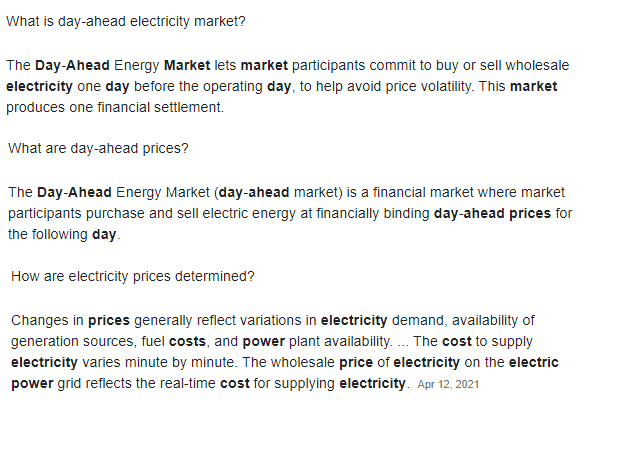 What is day-ahead electricity market?
The Day-Ahead Energy Market lets market participants commit to buy or sell wholesale
electricity one day before the operating day, to help avoid price volatility. This market
produces one financial settlement.
What are day-ahead prices?
The Day-Ahead Energy Market (day-ahead market) is a financial market where market
participants purchase and sell electric energy at financially binding day-ahead prices for
the following day.
How are electricity prices determined?
Changes in prices generally reflect variations in electricity demand, availability of
generation sources, fuel costs, and power plant availability. ... The cost to supply
electricity varies minute by minute. The wholesale price of electricity on the electric
power grid reflects the real-time cost for supplying electricity. Apr 12, 2021